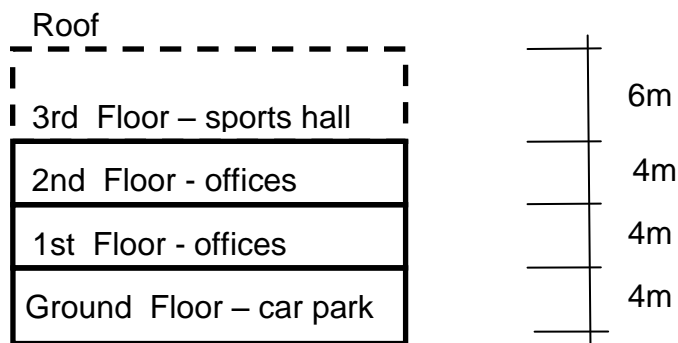 Roof
3rd Floor – sports hall
2nd Floor - offices
1st Floor - offices
Ground Floor – car park
6m
4m
4m
4m